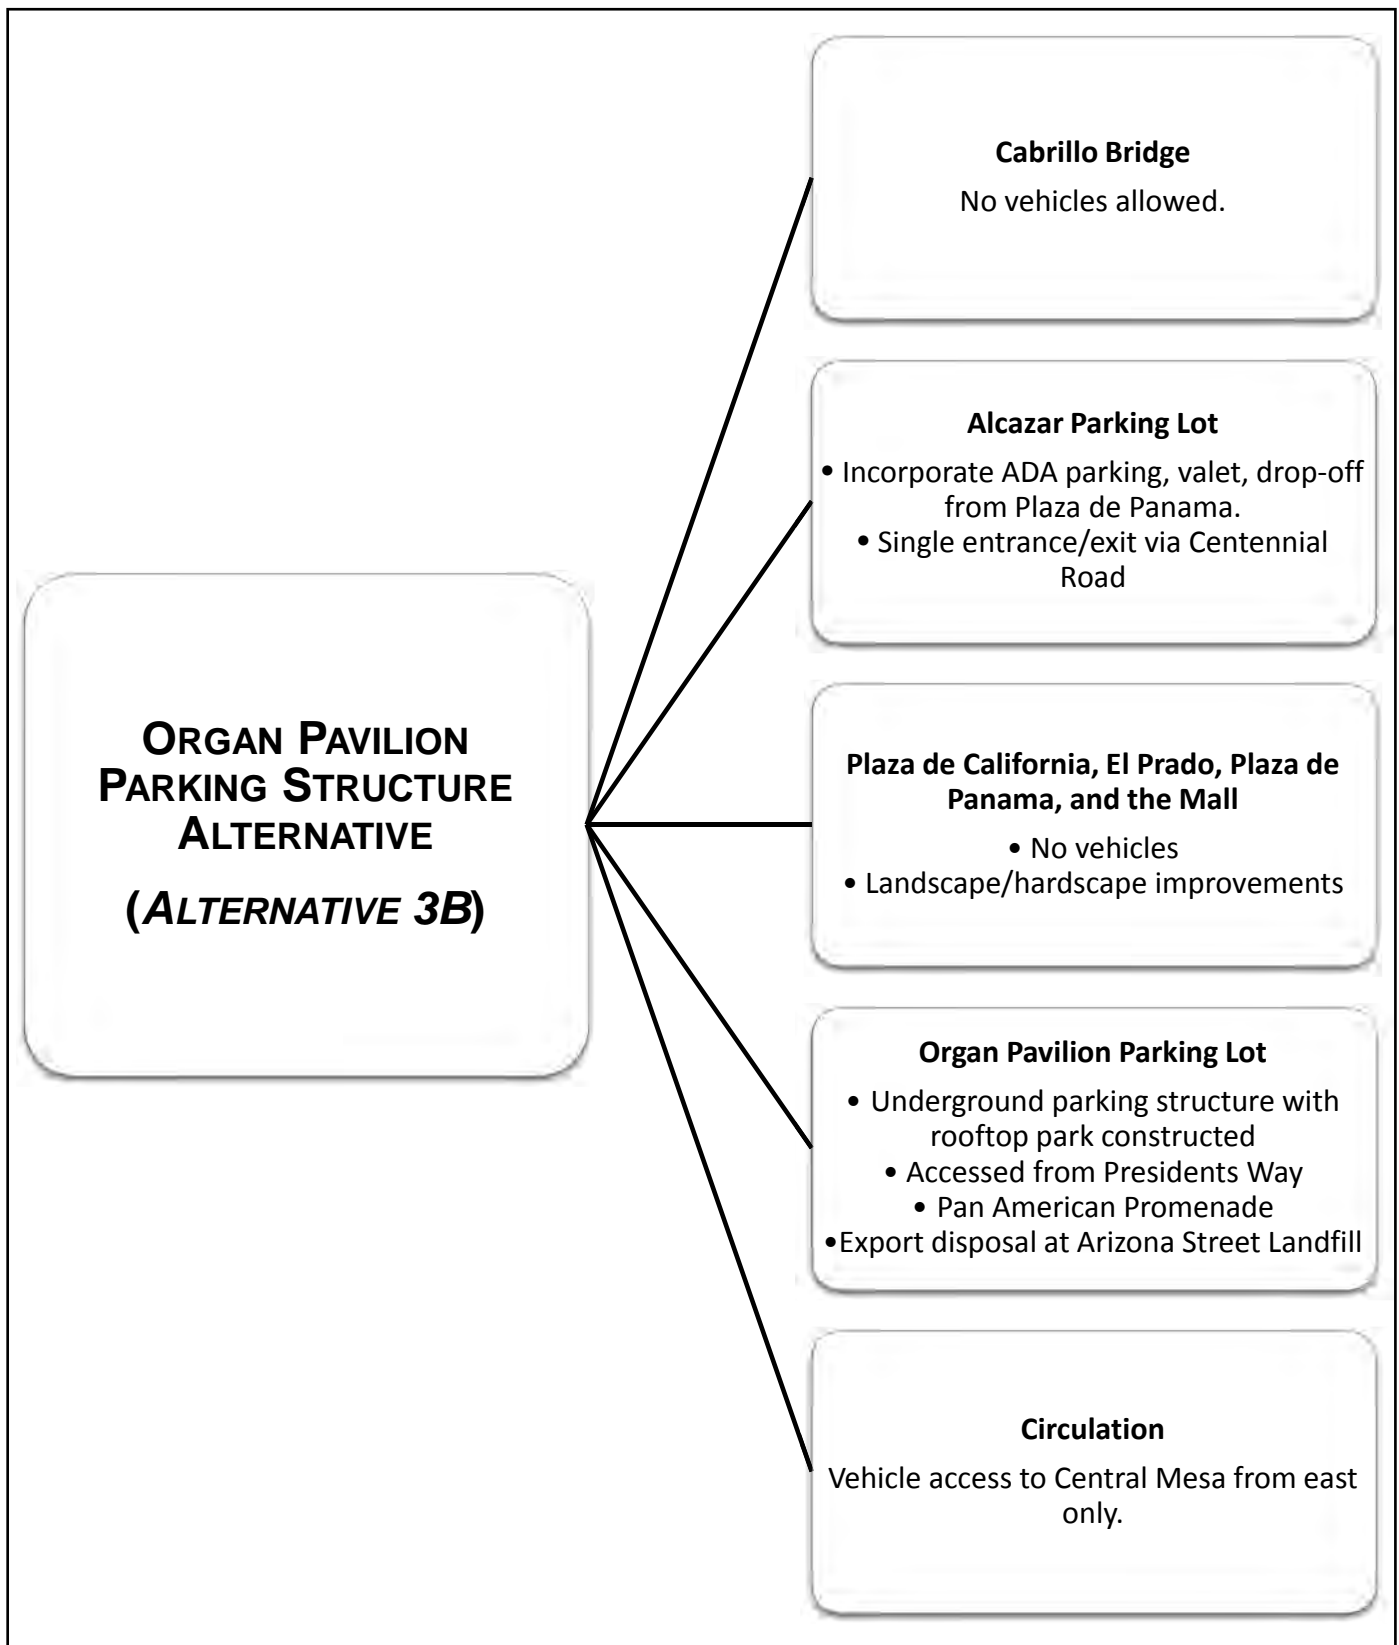 ORGAN PAVILION
PARKING STRUCTURE
ALTERNATIVE
(ALTERNATIVE 3B)
Cabrillo Bridge
No vehicles allowed.
Alcazar Parking Lot
• Incorporate ADA parking, valet, drop-off
from Plaza de Panama.
• Single entrance/exit via Centennial
Road
Plaza de California, El Prado, Plaza de
Panama, and the Mall
• No vehicles
• Landscape/hardscape improvements
Organ Pavilion Parking Lot
• Underground parking structure with
rooftop park constructed
• Accessed from Presidents Way
• Pan American Promenade
•Export disposal at Arizona Street Landfill
Circulation
Vehicle access to Central Mesa from east
only.